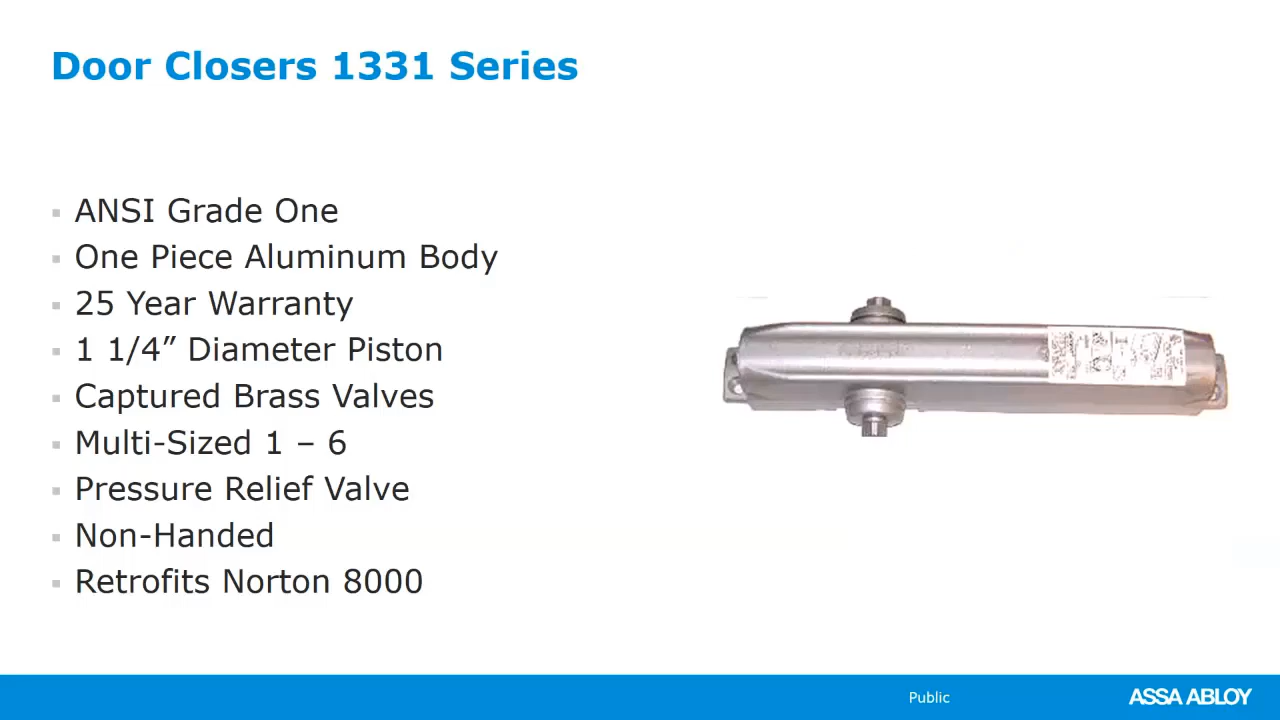 Door Closers 1331 Series
ANSI Grade One
One Piece Aluminum Body
25 Year Warranty
1 1/4” Diameter Piston
Captured Brass Valves
Multi-Sized 1 – 6
Pressure Relief Valve
Non-Handed
Retrofits Norton 8000
Public
ASSA ABLOY